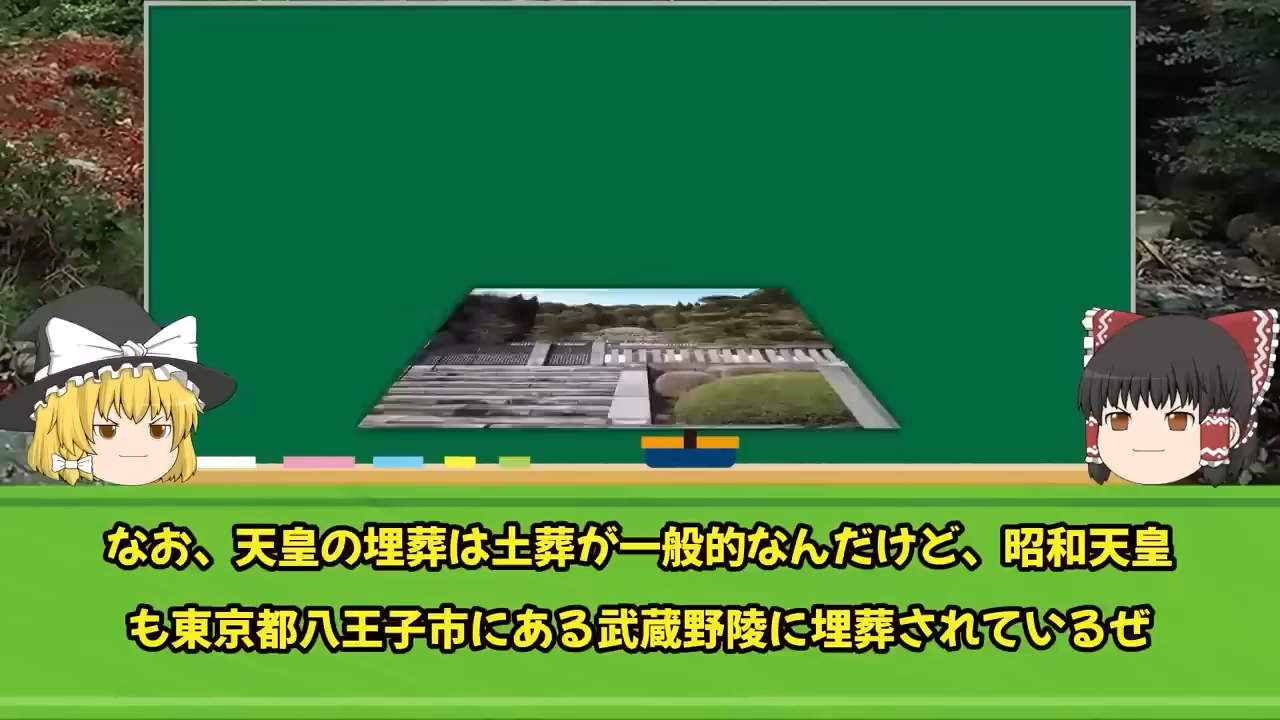 なお、天皇の埋葬は土葬が一般的なんだけど、昭和天皇
も東京都八王子市にある武蔵野陵に埋葬されているぜ